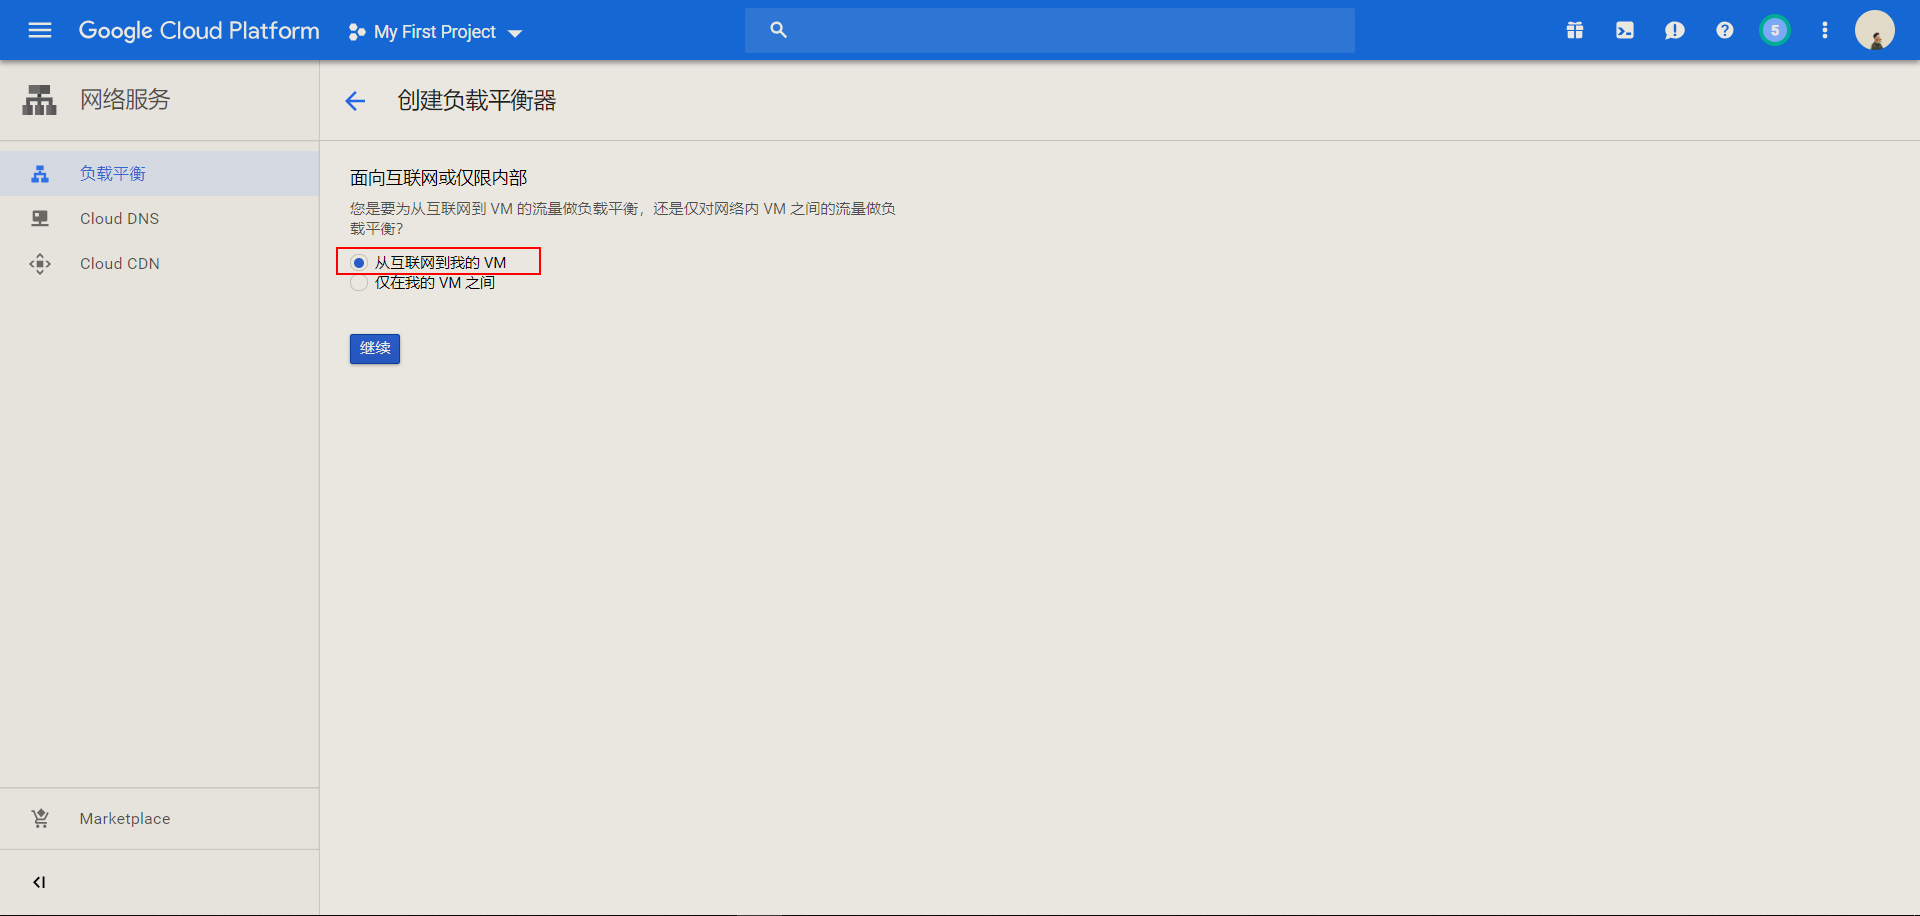 Google Cloud Platform
My First Project
5
网络服务
创建负载平衡器
负载平衡
Cloud DNS
Cloud CDN
面向互联网或仅限内部
您是要为从互联网到 VM 的流量做负载平衡，还是仅对网络内 VM 之间的流量做负
载平衡？
从互联网到我的 VM
仅在我的 VM 之间
继续
Marketplace